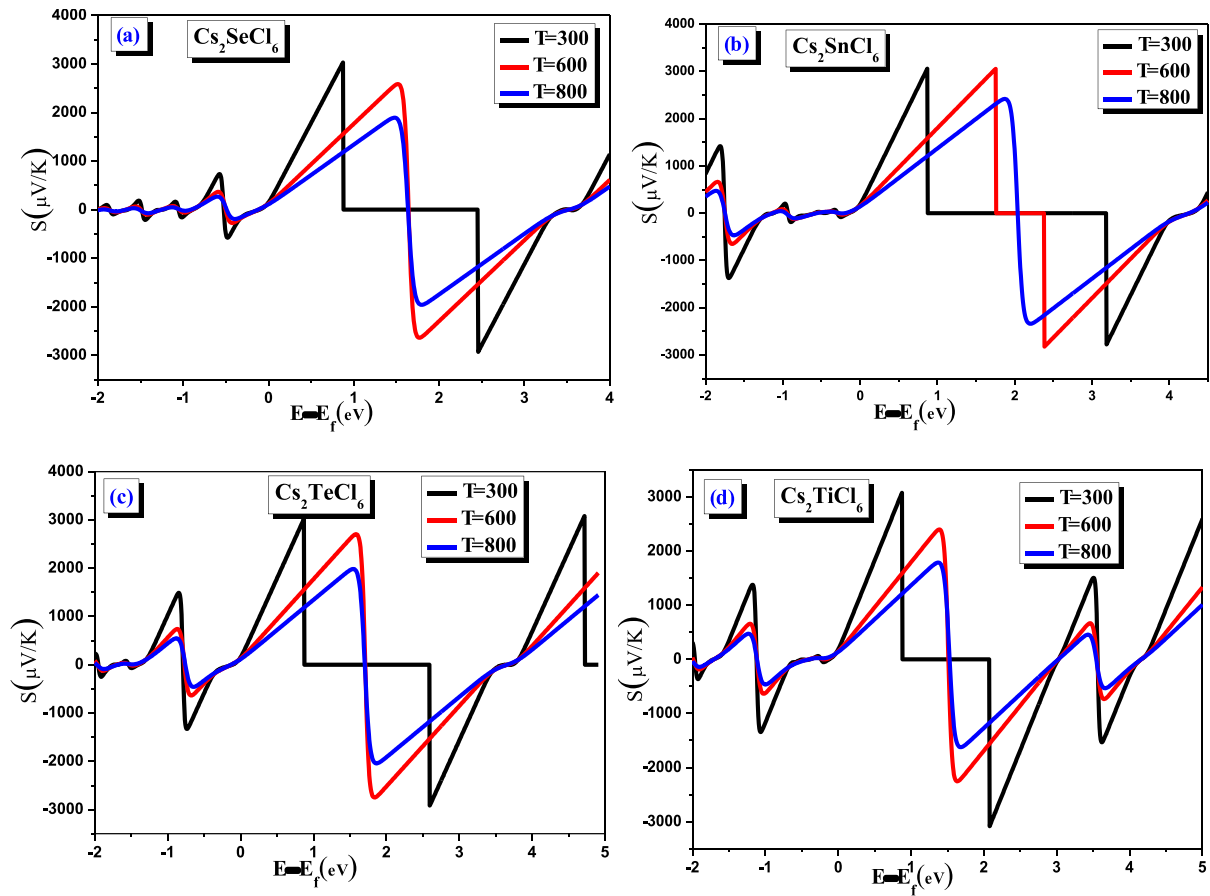 (a)
Cs2SeCl6
T=300
T=600
T=800
4000
3000
2000
1000
0
-1000
-2000
-3000
S(μV/K)
-2 -1 0 1 2 3 4
E-Ef(eV)
(b)
Cs2SnCl6
T=300
T=600
T=800
4000
3000
2000
1000
0
-1000
-2000
-3000
S(μV/K)
-2 -1 0 1 2 3 4
E-Ef(eV)
(c)
Cs2TeCl6
T=300
T=600
T=800
4000
3000
2000
1000
0
-1000
-2000
-3000
S(μV/K)
-2 -1 0 1 2 3 4 5
E-Ef(eV)
(d)
Cs2TiCl6
T=300
T=600
T=800
3000
2000
1000
0
-1000
-2000
-3000
S(μV/K)
-2 -1 0 1 2 3 4 5
E-Ef(eV)